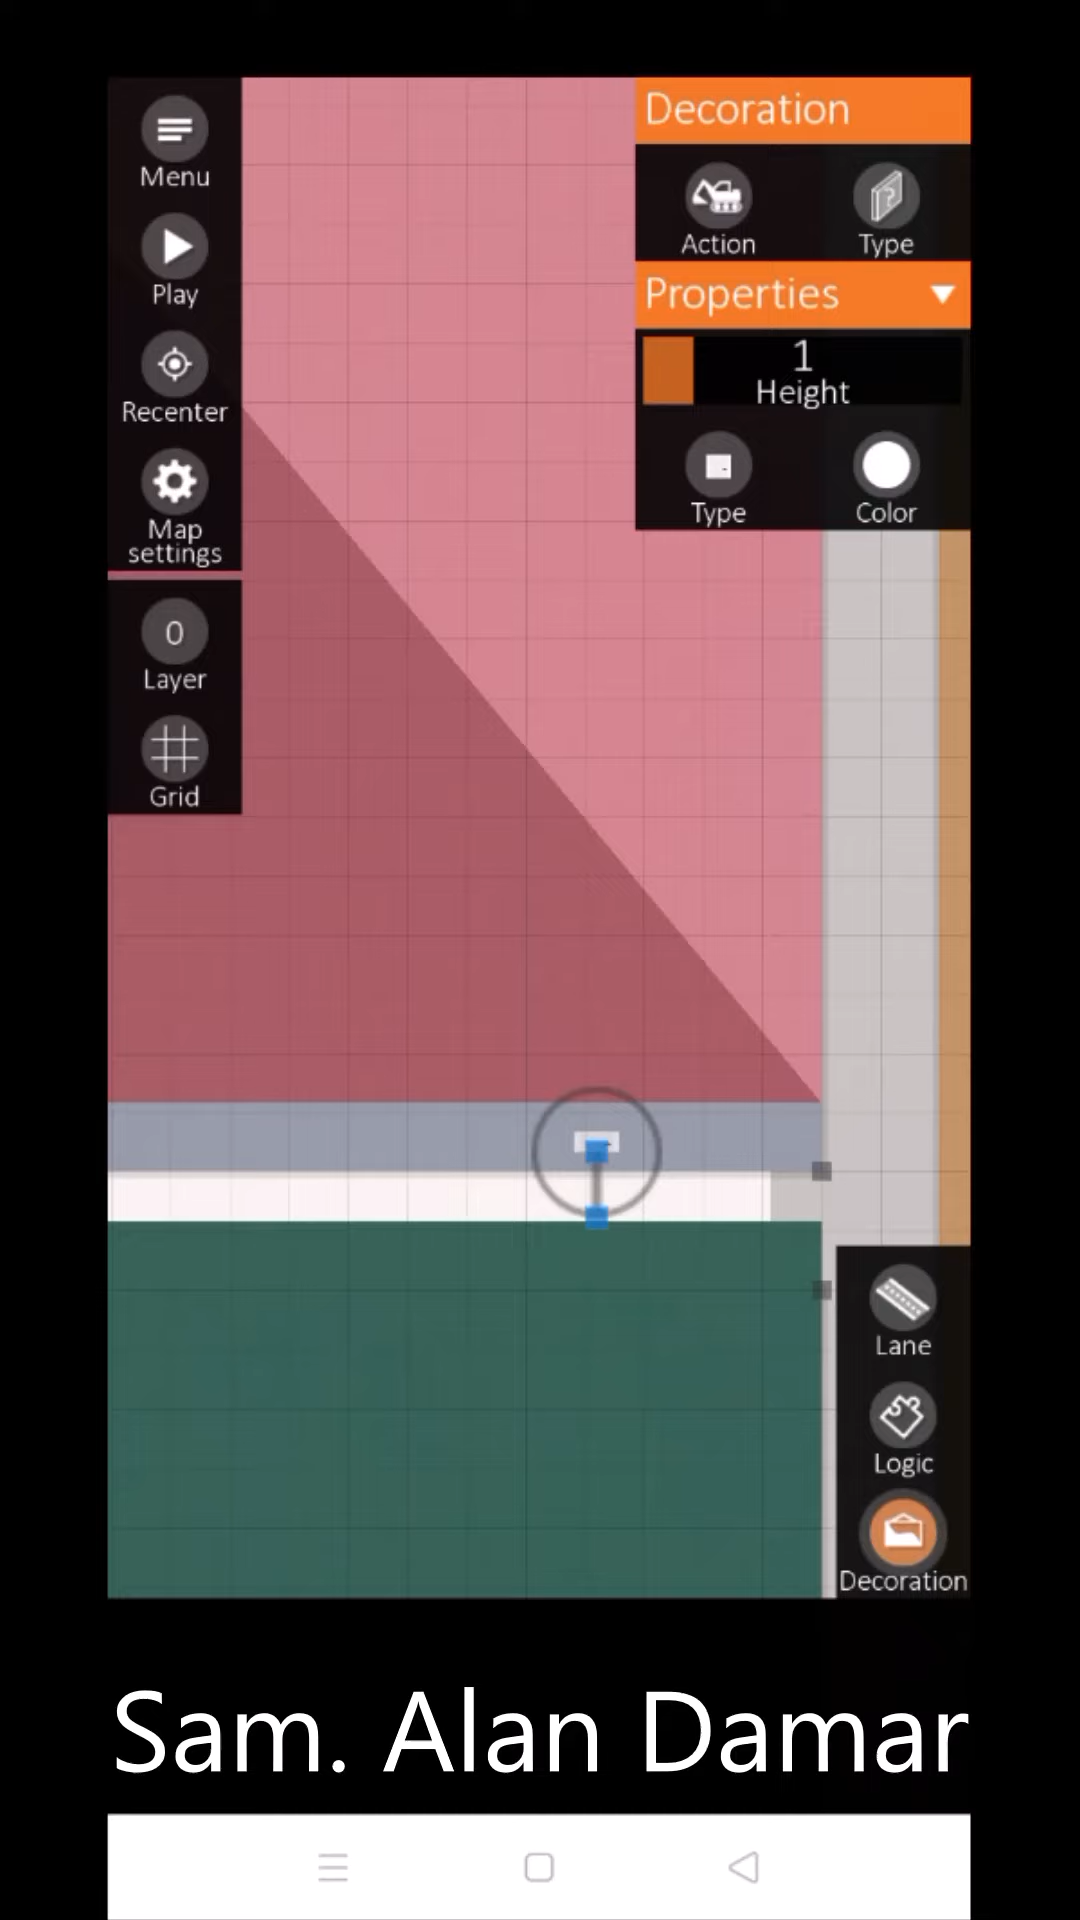 Menu
Play
Recenter
Map
settings
0
Layer
Grid
Decoration
Action Type
Properties
1
Height
Type Color
Lane
Logic
Decoration
Sam. Alan Damar